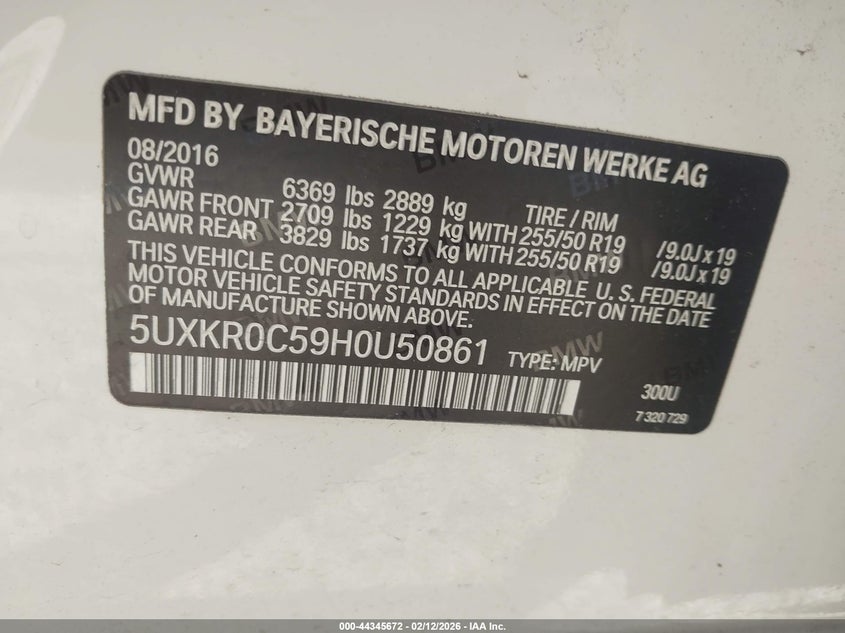 MFD BY BAYERISCHE MOTOREN WERKE AG
08/2016
GVWR 6369 lbs 2889 kg TIRE / RIM
GAWR FRONT 2709 lbs 1229 kg WITH 255/50 R19 /9.0J x 19
GAWR REAR 3829 lbs 1737 kg WITH 255/50 R19 /9.0J x 19
THIS VEHICLE CONFORMS TO ALL APPLICABLE U. S. FEDERAL
MOTOR VEHICLE SAFETY STANDARDS IN EFFECT ON THE DATE
OF MANUFACTURE SHOWN ABOVE.
5UXKR0C59H0U50861 TYPE: MPV
300U
7 320 729
000-44345672 - 02/12/2026 - IAA Inc.